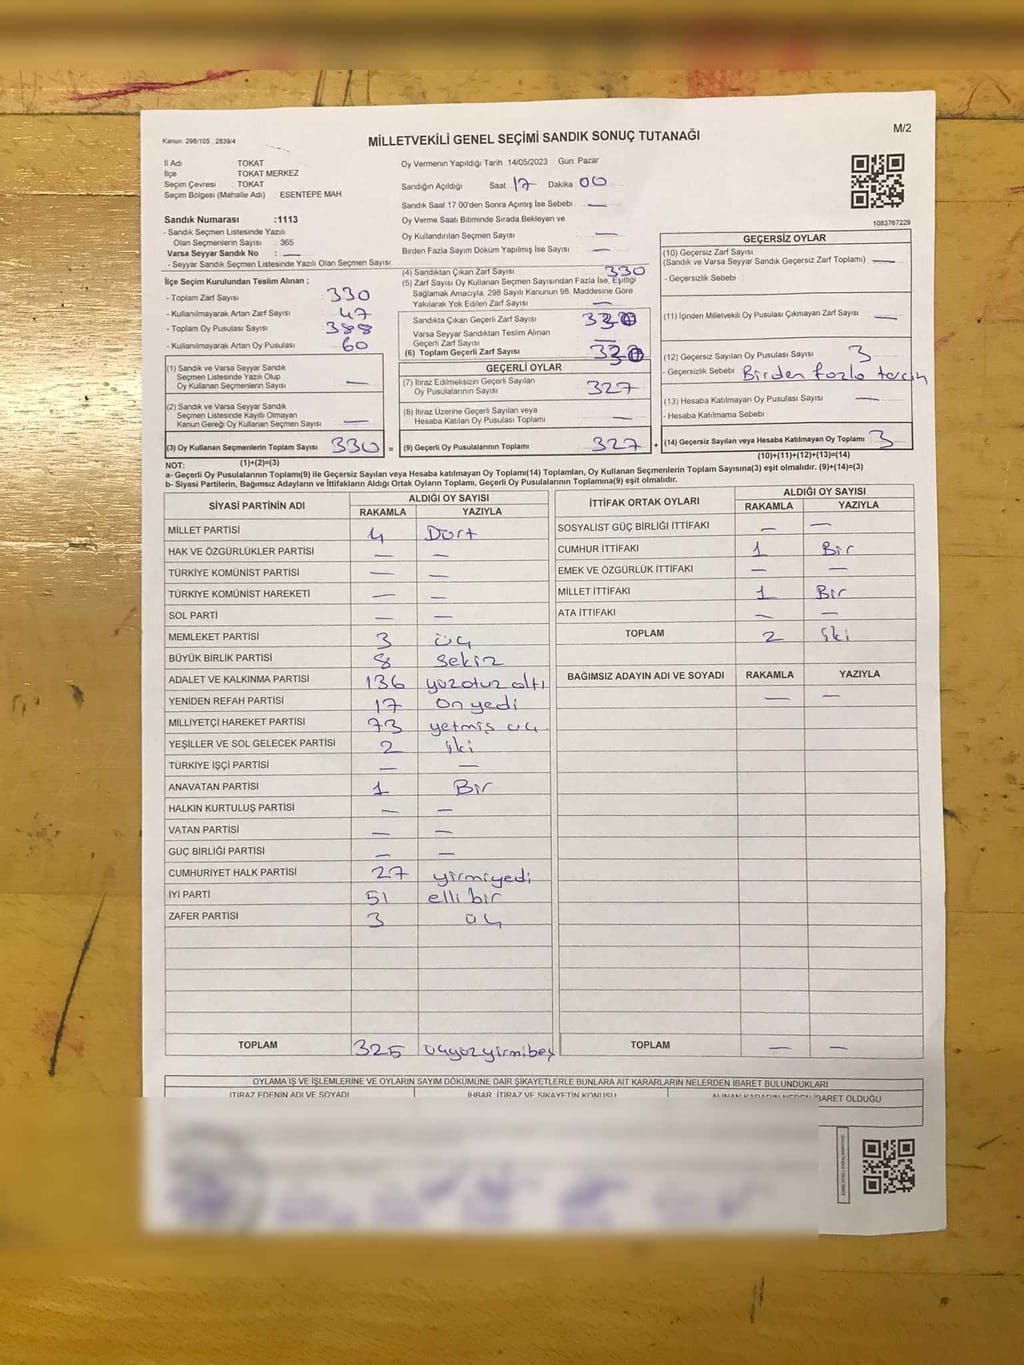 M/2
Kanun: 298/105 ; 2839/4
MİLLETVEKİLİ GENEL SEÇİMİ SANDIK SONUÇ TUTANAĞI
İl Adı : TOKAT
İlçe : TOKAT MERKEZ
Seçim Çevresi : TOKAT
Seçim Bölgesi (Mahalle Adı) : ESENTEPE MAH.
Oy Vermenin Yapıldığı Tarih 14/05/2023 Gün: Pazar
Sandığın Açıldığı Saat 17 Dakika 00
Sandık Saat 17 00'den Sonra Açımış İse Sebebi —
Oy Verme Saati Bitiminde Sırada Bekleyen ve
Oy Kullandırılan Seçmen Sayısı —
Birden Fazla Sayım Döküm Yapılmış İse Sayısı —
1083767229
Sandık Numarası :1113
- Sandık Seçmen Listesinde Yazılı
Olan Seçmenlerin Sayısı : 365
Varsa Seyyar Sandık No : —
- Seyyar Sandık Seçmen Listesinde Yazılı Olan Seçmen Sayısı
İlçe Seçim Kurulundan Teslim Alınan ;
- Toplam Zarf Sayısı : 330
- Kullanılmayarak Artan Zarf Sayısı : 47
- Toplam Oy Pusulası Sayısı : 388
- Kullanılmayarak Artan Oy Pusulası : 60
(4) Sandıktan Çıkan Zarf Sayısı 330
(5) Zarf Sayısı Oy Kullanan Seçmen Sayısından Fazla İse, Eşitliği
Sağlamak Amacıyla, 298 Sayılı Kanunun 98. Maddesine Göre
Yakılarak Yok Edilen Zarf Sayısı —
Sandıkta Çıkan Geçerli Zarf Sayısı 330
Varsa Seyyar Sandıktan Teslim Alınan
Geçerli Zarf Sayısı —
(6) Toplam Geçerli Zarf Sayısı 330
GEÇERSİZ OYLAR
(10) Geçersiz Zarf Sayısı
(Sandık ve Varsa Seyyar Sandık Geçersiz Zarf Toplamı) —
- Geçersizlik Sebebi
(11) İçinden Milletvekili Oy Pusulası Çıkmayan Zarf Sayısı —
(12) Geçersiz Sayılan Oy Pusulası Sayısı 3
- Geçersizlik Sebebi Birden fazla tercih
(13) Hesaba Katılmayan Oy Pusulası Sayısı —
- Hesaba Katılmama Sebebi
(14) Geçersiz Sayılan veya Hesaba Katılmayan Oy Toplamı 3
(10)+(11)+(12)+(13)=(14)
(1) Sandık ve Varsa Seyyar Sandık
Seçmen Listesinde Yazılı Olup
Oy Kullanan Seçmenlerin Sayısı —
(2) Sandık ve Varsa Seyyar Sandık
Seçmen Listesinde Kayıtlı Olmayan
Kanun Gereği Oy Kullanan Seçmen Sayısı —
(3) Oy Kullanan Seçmenlerin Toplam Sayısı 330 =
(1)+(2)=(3)
GEÇERLİ OYLAR
(7) İtiraz Edilmeksizin Geçerli Sayılan
Oy Pusulalarının Sayısı 327
(8) İtiraz Üzerine Geçerli Sayılan veya
Hesaba Katılan Oy Pusulası Toplamı —
(9) Geçerli Oy Pusulalarının Toplamı 327 +
NOT:
a- Geçerli Oy Pusulalarının Toplamı(9) ile Geçersiz Sayılan veya Hesaba katılmayan Oy Toplamı(14) Toplamları, Oy Kullanan Seçmenlerin Toplam Sayısına(3) eşit olmalıdır. (9)+(14)=(3)
b- Siyasi Partilerin, Bağımsız Adayların ve İttifakların Aldığı Ortak Oyların Toplamı, Geçerli Oy Pusulalarının Toplamına(9) eşit olmalıdır.
SİYASİ PARTİNİN ADI ALDIĞI OY SAYISI
RAKAMLA YAZIYLA
MİLLET PARTİSİ 4 Dört
HAK VE ÖZGÜRLÜKLER PARTİSİ — —
TÜRKİYE KOMÜNİST PARTİSİ — —
TÜRKİYE KOMÜNİST HAREKETİ — —
SOL PARTİ — —
MEMLEKET PARTİSİ 3 üç
BÜYÜK BİRLİK PARTİSİ 8 sekiz
ADALET VE KALKINMA PARTİSİ 136 yüzotuz altı
YENİDEN REFAH PARTİSİ 17 on yedi
MİLLİYETÇİ HAREKET PARTİSİ 73 yetmiş üç
YEŞİLLER VE SOL GELECEK PARTİSİ 2 iki
TÜRKİYE İŞÇİ PARTİSİ — —
ANAVATAN PARTİSİ 1 Bir
HALKIN KURTULUŞ PARTİSİ — —
VATAN PARTİSİ — —
GÜÇ BİRLİĞİ PARTİSİ — —
CUMHURİYET HALK PARTİSİ 27 yirmiyedi
İYİ PARTİ 51 elli bir
ZAFER PARTİSİ 3 üç
TOPLAM 325 üçyüzyirmibeş
İTTİFAK ORTAK OYLARI ALDIĞI OY SAYISI
RAKAMLA YAZIYLA
SOSYALİST GÜÇ BİRLİĞİ İTTİFAKI — —
CUMHUR İTTİFAKI 1 Bir
EMEK VE ÖZGÜRLÜK İTTİFAKI — —
MİLLET İTTİFAKI 1 Bir
ATA İTTİFAKI — —
TOPLAM 2 iki
BAĞIMSIZ ADAYIN ADI VE SOYADI RAKAMLA YAZIYLA
— —
TOPLAM — —
OYLAMA İŞ VE İŞLEMLERİNE VE OYLARIN SAYIM DÖKÜMÜNE DAİR ŞİKAYETLERLE BUNLARA AİT KARARLARIN NELERDEN İBARET BULUNDUKLARI
İTİRAZ EDENİN ADI VE SOYADI İHBAR, İTİRAZ VE ŞİKAYETİN KONUSU ALINAN KARARIN NEDEN İBARET OLDUĞU